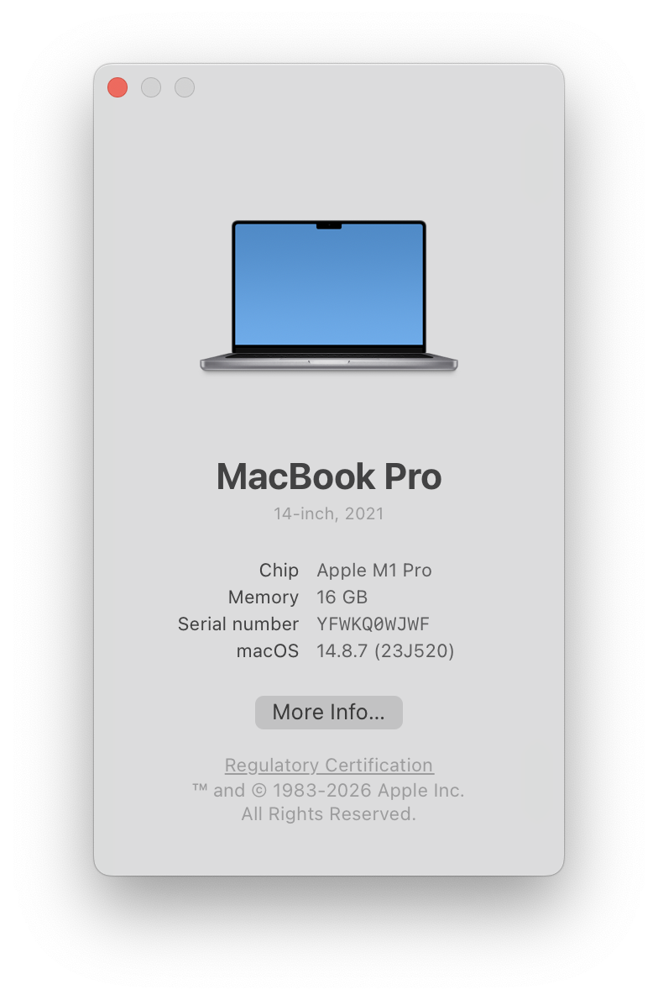 MacBook Pro
14-inch, 2021
Chip Apple M1 Pro
Memory 16 GB
Serial number YFWKQ0WJWF
macOS 14.8.7 (23J520)
More Info...
Regulatory Certification
™ and © 1983-2026 Apple Inc.
All Rights Reserved.